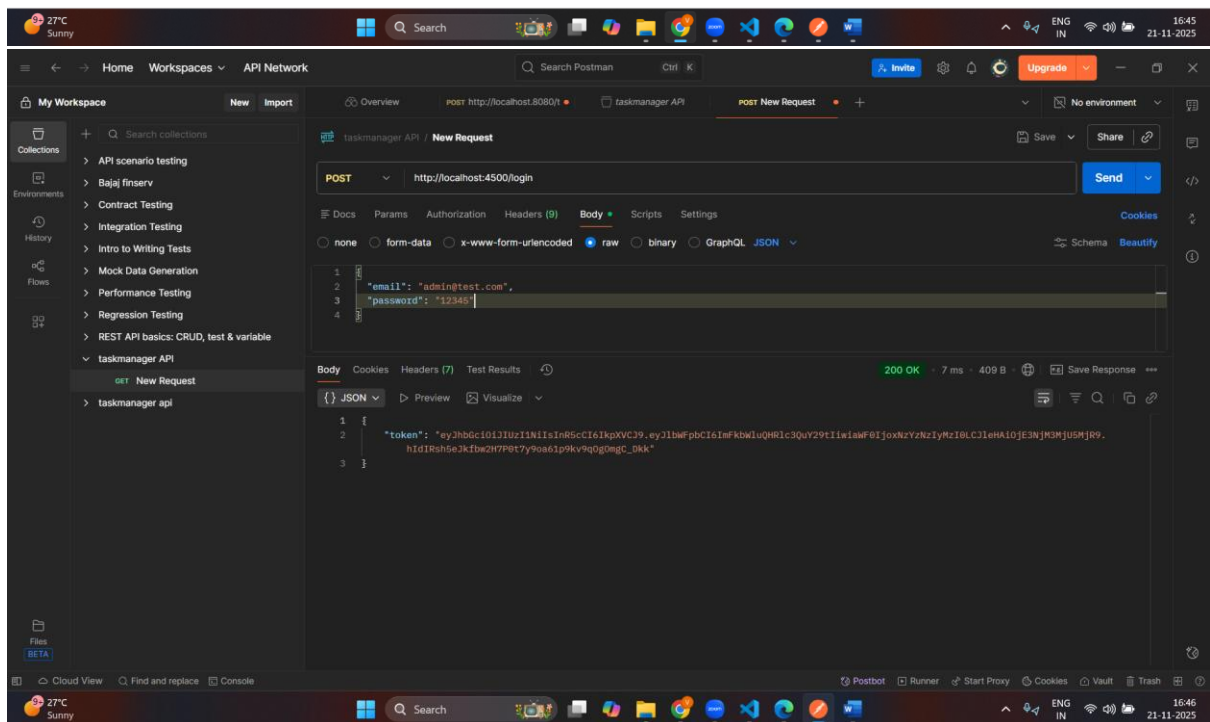 27°C
Sunny
Search
ENG
IN
16:45
21-11-2025
Home Workspaces API Network
Search Postman Ctrl K
Invite
Upgrade
My Workspace New Import
Overview POST http://localhost:8080/t taskmanager API POST New Request No environment
Collections
Environments
History
Flows
Files
BETA
Search collections
API scenario testing
Bajaj finserv
Contract Testing
Integration Testing
Intro to Writing Tests
Mock Data Generation
Performance Testing
Regression Testing
REST API basics: CRUD, test & variable
taskmanager API
GET New Request
taskmanager api
HTTP taskmanager API / New Request Save Share
POST http://localhost:4500/login Send
Docs Params Authorization Headers (9) Body Scripts Settings Cookies
none form-data x-www-form-urlencoded raw binary GraphQL JSON Schema Beautify
1 {
2 "email": "admin@test.com",
3 "password": "12345"
4 }
Body Cookies Headers (7) Test Results 200 OK 7 ms 409 B Save Response
{} JSON Preview Visualize
1 {
2 "token":
3 }
Cloud View Find and replace Console Postbot Runner Start Proxy Cookies Vault Trash
27°C
Sunny
Search
ENG
IN
16:46
21-11-2025